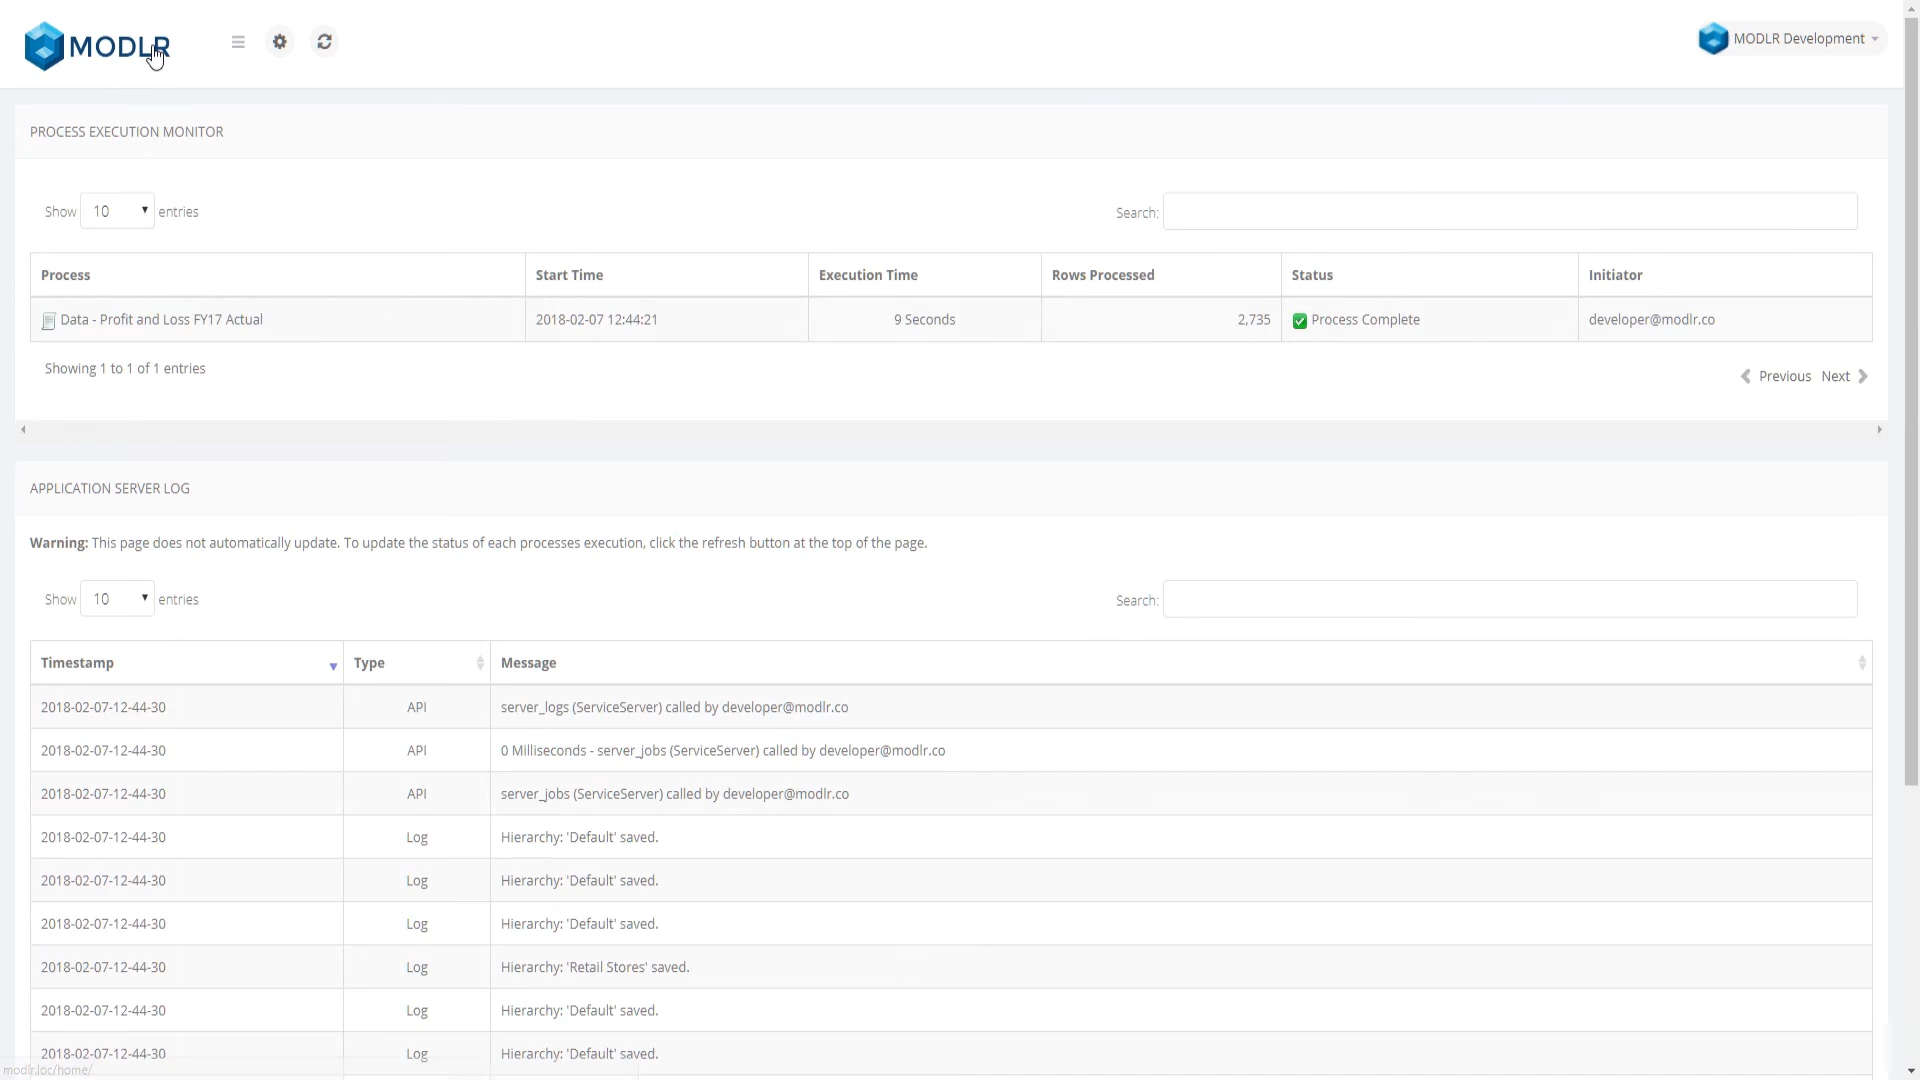 MODLR
MODLR Development
PROCESS EXECUTION MONITOR
Show 10 entries
Search:
Process Start Time Execution Time Rows Processed Status Initiator
Data - Profit and Loss FY17 Actual 2018-02-07 12:44:21 9 Seconds 2,735 Process Complete developer@modlr.co
Showing 1 to 1 of 1 entries
Previous Next
APPLICATION SERVER LOG
Warning: This page does not automatically update. To update the status of each processes execution, click the refresh button at the top of the page.
Show 10 entries
Search:
Timestamp Type Message
2018-02-07-12-44-30 API server_logs (ServiceServer) called by developer@modlr.co
2018-02-07-12-44-30 API 0 Milliseconds - server_jobs (ServiceServer) called by developer@modlr.co
2018-02-07-12-44-30 API server_jobs (ServiceServer) called by developer@modlr.co
2018-02-07-12-44-30 Log Hierarchy: 'Default' saved.
2018-02-07-12-44-30 Log Hierarchy: 'Default' saved.
2018-02-07-12-44-30 Log Hierarchy: 'Default' saved.
2018-02-07-12-44-30 Log Hierarchy: 'Retail Stores' saved.
2018-02-07-12-44-30 Log Hierarchy: 'Default' saved.
2018-02-07-12-44-30 Log Hierarchy: 'Default' saved.
modlr.loc/home/